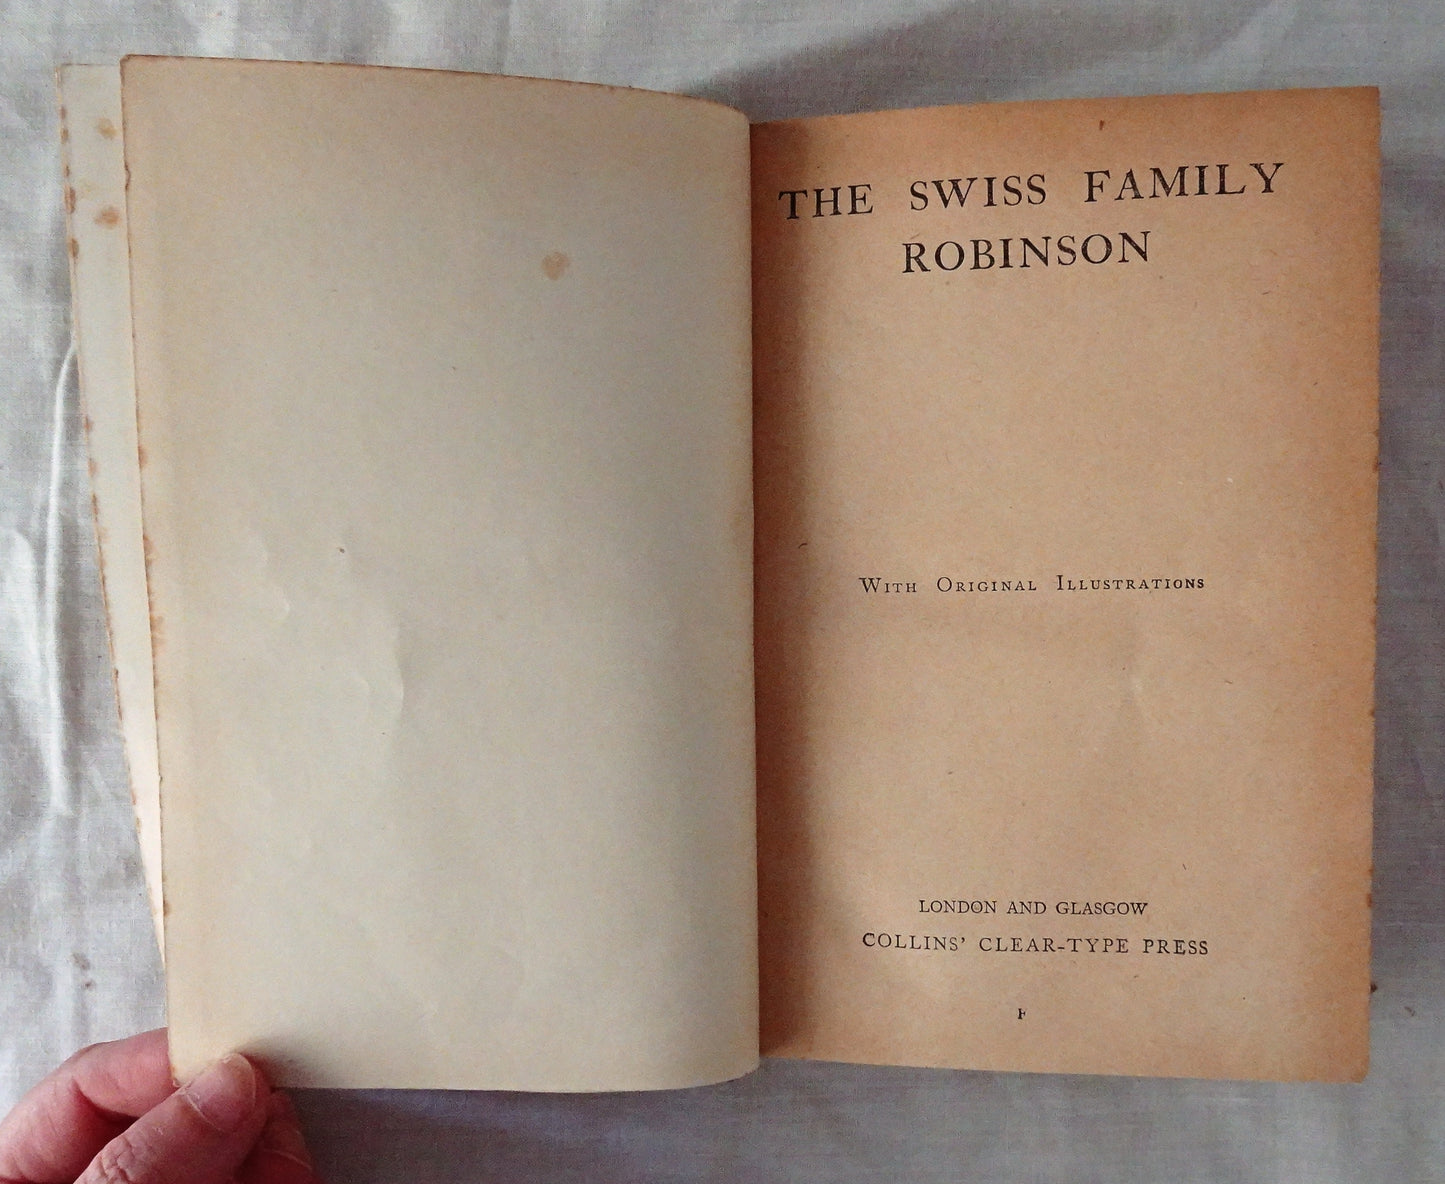 THE SWISS FAMILY
ROBINSON
WITH ORIGINAL ILLUSTRATIONS
LONDON AND GLASGOW
COLLINS' CLEAR-TYPE PRESS
F